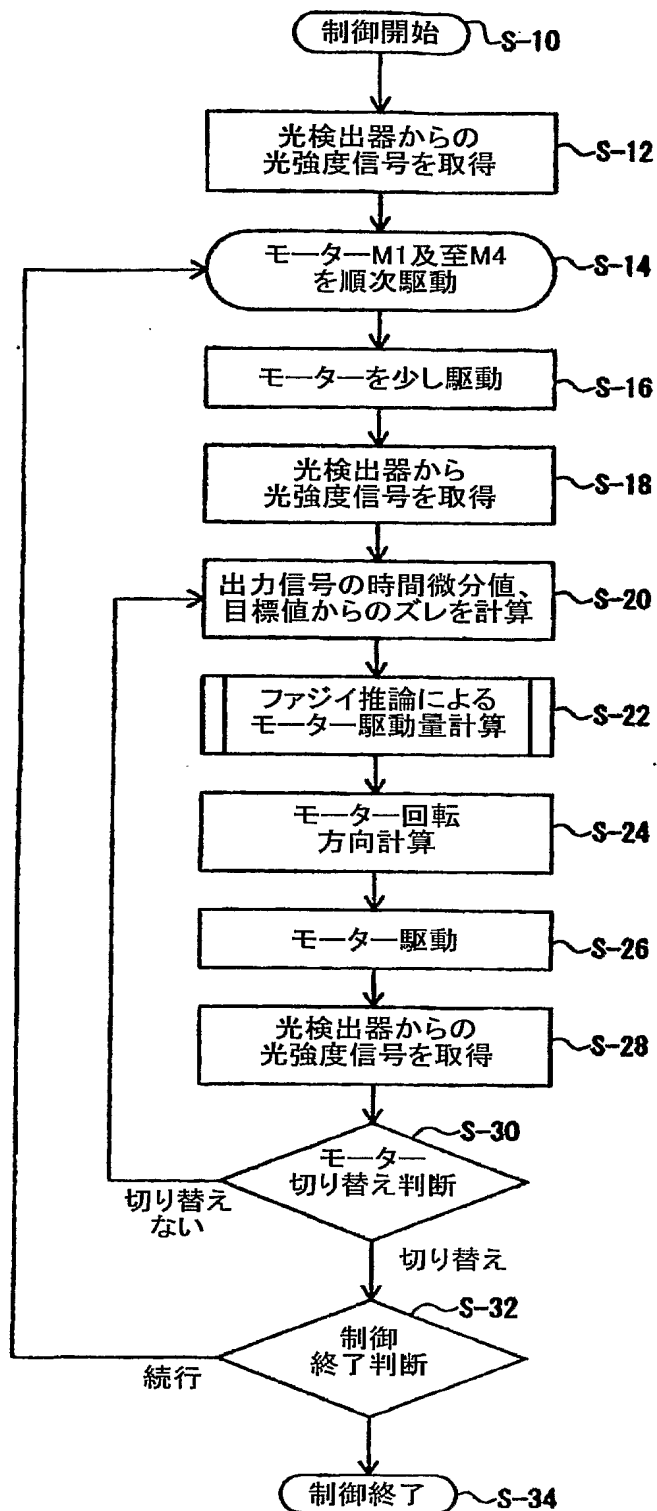 制御開始
S-10
光検出器からの
光強度信号を取得
S-12
モーターM1及至M4
を順次駆動
S-14
モーターを少し駆動
S-16
光検出器から
光強度信号を取得
S-18
出力信号の時間微分値、
目標値からのズレを計算
S-20
ファジイ推論による
モーター駆動量計算
S-22
モーター回転
方向計算
S-24
モーター駆動
S-26
光検出器からの
光強度信号を取得
S-28
S-30
モーター
切り替え判断
切り替え
ない
切り替え
S-32
制御
終了判断
続行
制御終了
S-34